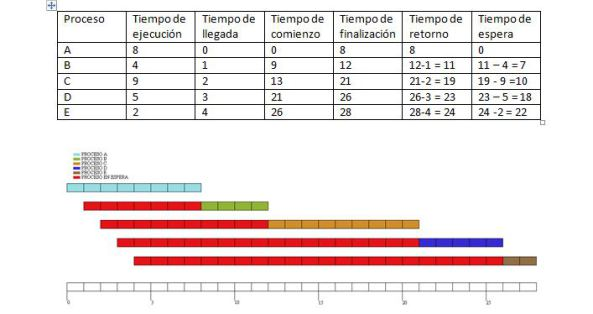 Proceso Tiempo de ejecución Tiempo de llegada Tiempo de comienzo Tiempo de finalización Tiempo de retorno Tiempo de espera
A 8 0 0 8 8 0
B 4 1 9 12 12-1 = 11 11 – 4 = 7
C 9 2 13 21 21-2 = 19 19 - 9 =10
D 5 3 21 26 26-3 = 23 23 – 5 = 18
E 2 4 26 28 28-4 = 24 24 -2 = 22
PROCESO A
PROCESO B
PROCESO C
PROCESO D
PROCESO E
PROCESO EN ESPERA
0 5 10 15 20 25